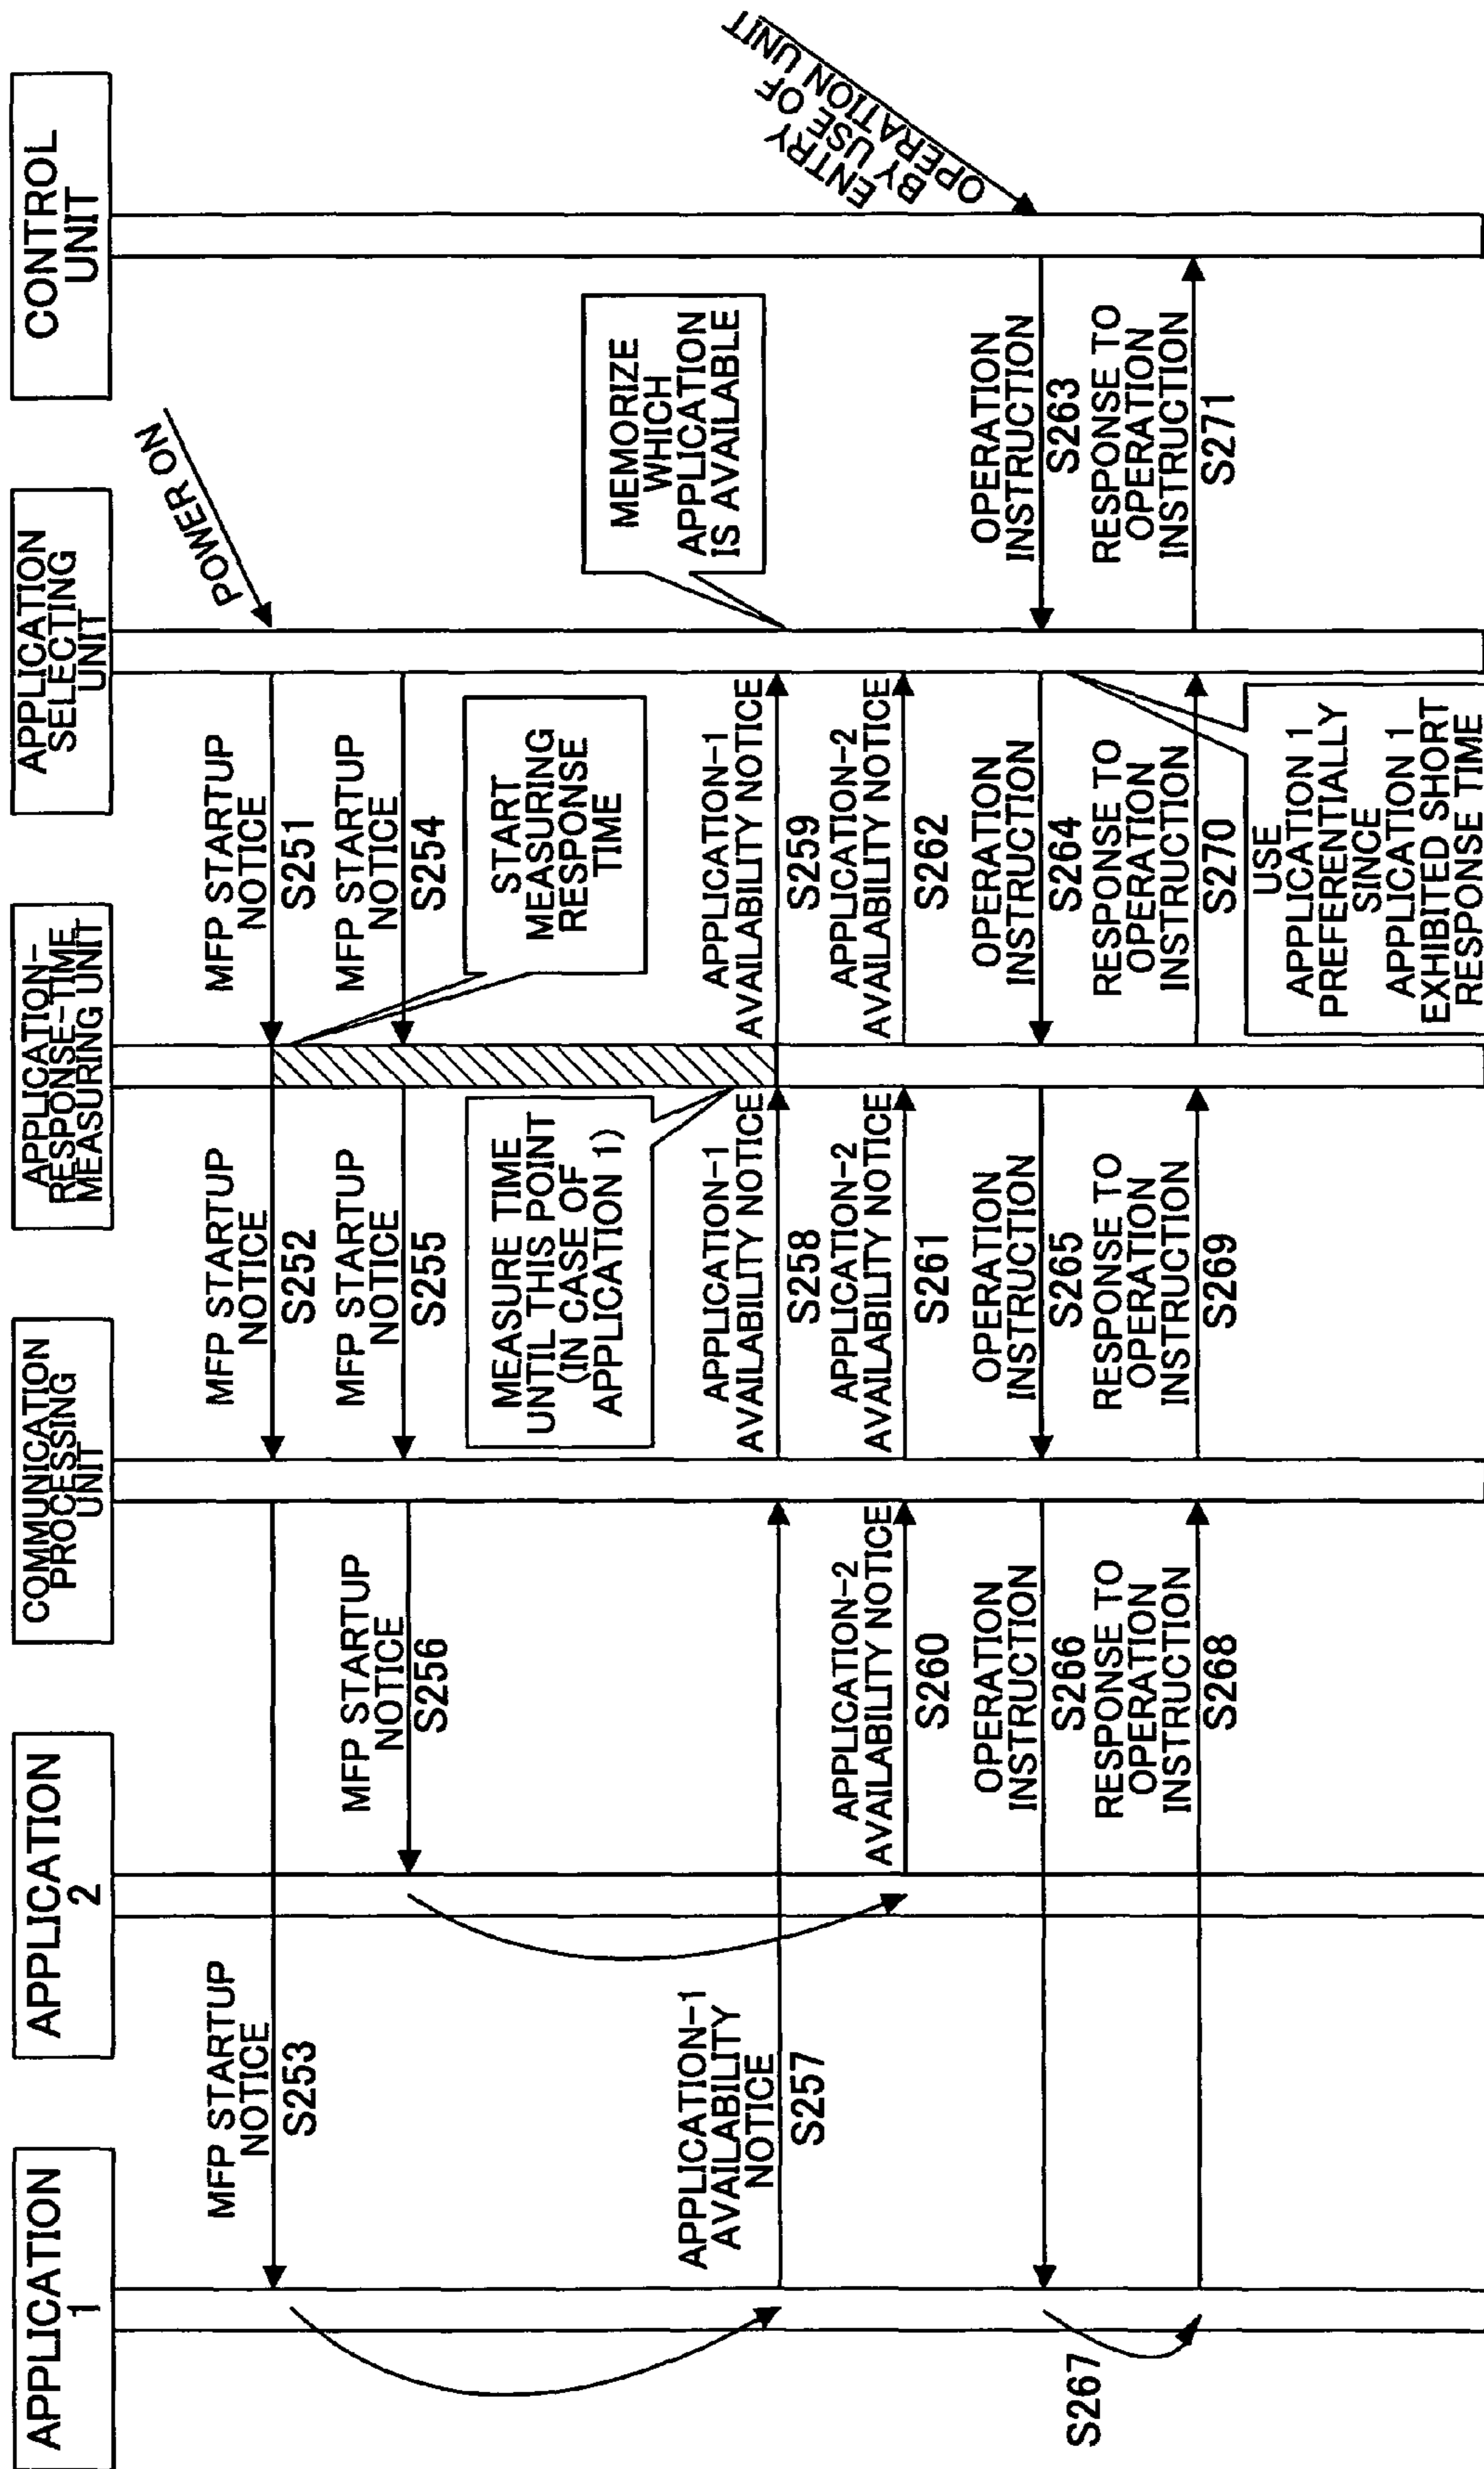 APPLICATION
1
APPLICATION
2
COMMUNICATION
PROCESSING
UNIT
APPLICATION-
RESPONSE-TIME
MEASURING UNIT
APPLICATION
SELECTING
UNIT
CONTROL
UNIT
POWER ON
MFP STARTUP
NOTICE
S253
MFP STARTUP
NOTICE
S252
MFP STARTUP
NOTICE
S251
MFP STARTUP
NOTICE
S256
MFP STARTUP
NOTICE
S255
MFP STARTUP
NOTICE
S254
START
MEASURING
RESPONSE
TIME
MEASURE TIME
UNTIL THIS POINT
(IN CASE OF
APPLICATION 1)
MEMORIZE
WHICH
APPLICATION
IS AVAILABLE
APPLICATION-1
AVAILABILITY
NOTICE
S257
APPLICATION-1
AVAILABILITY NOTICE
S258
APPLICATION-1
AVAILABILITY NOTICE
S259
APPLICATION-2
AVAILABILITY NOTICE
S260
APPLICATION-2
AVAILABILITY NOTICE
S261
APPLICATION-2
AVAILABILITY NOTICE
S262
ENTRY
BY USE OF
OPERATION UNIT
OPERATION
INSTRUCTION
S266
OPERATION
INSTRUCTION
S265
OPERATION
INSTRUCTION
S264
OPERATION
INSTRUCTION
S263
S267
RESPONSE TO
OPERATION
INSTRUCTION
S268
RESPONSE TO
OPERATION
INSTRUCTION
S269
RESPONSE TO
OPERATION
INSTRUCTION
S270
RESPONSE TO
OPERATION
INSTRUCTION
S271
USE
APPLICATION 1
PREFERENTIALLY
SINCE
APPLICATION 1
EXHIBITED SHORT
RESPONSE TIME